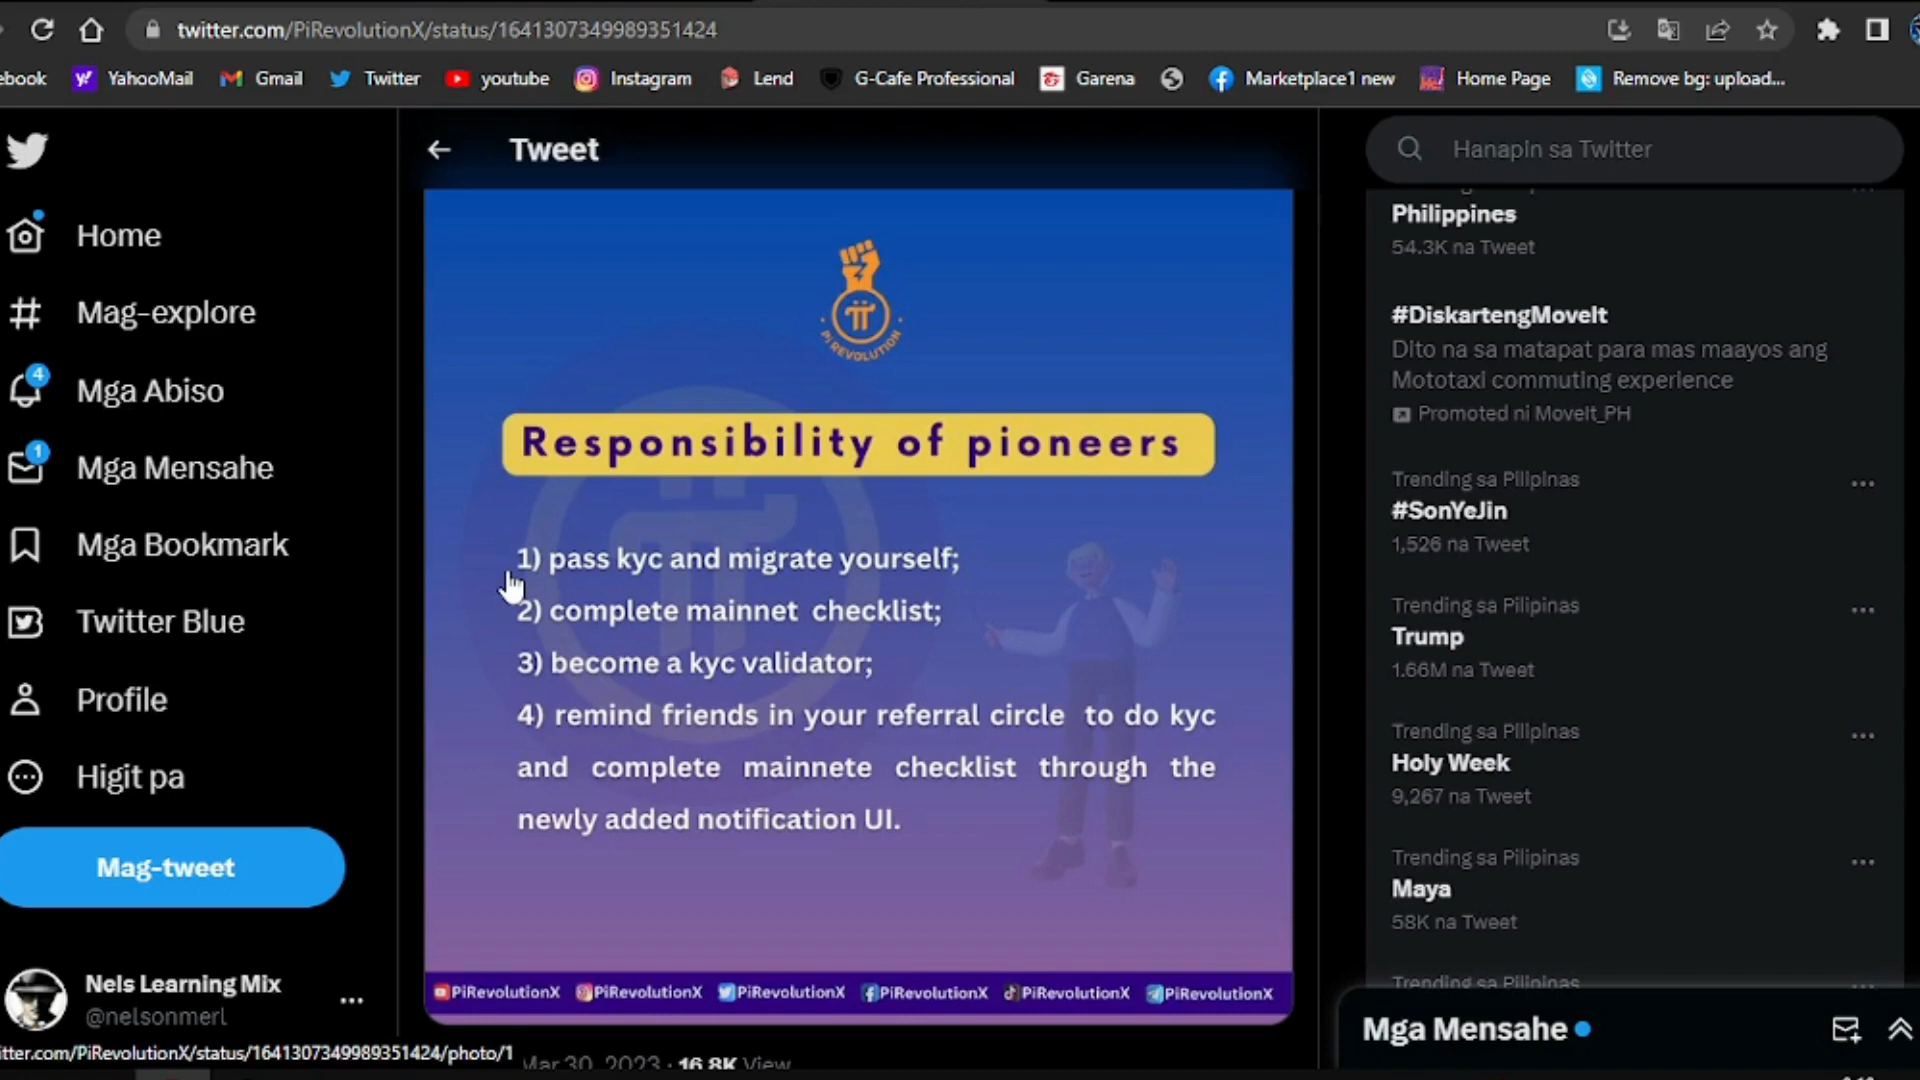 twitter.com/PiRevolutionX/status/1641307349989351424
ebook YahooMail Gmail Twitter youtube Instagram Lend G-Cafe Professional Garena Marketplace1 new Home Page Remove bg: upload...
Tweet
Hanapin sa Twitter
Home
Mag-explore
4
Mga Abiso
1
Mga Mensahe
Mga Bookmark
Twitter Blue
Profile
Higit pa
Mag-tweet
Nels Learning Mix
@nelsonmerl
itter.com/PiRevolutionX/status/1641307349989351424/photo/1
PI REVOLUTION
Responsibility of pioneers
1) pass kyc and migrate yourself;
2) complete mainnet checklist;
3) become a kyc validator;
4) remind friends in your referral circle to do kyc
and complete mainnete checklist through the
newly added notification UI.
PiRevolutionX PiRevolutionX PiRevolutionX PiRevolutionX PiRevolutionX PiRevolutionX
Mar 30, 2023 · 16.8K View
Philippines
54.3K na Tweet
#DiskartengMoveIt
Dito na sa matapat para mas maayos ang
Mototaxi commuting experience
Promoted ni MoveIt_PH
Trending sa Pilipinas
#SonYeJin
1,526 na Tweet
Trending sa Pilipinas
Trump
1.66M na Tweet
Trending sa Pilipinas
Holy Week
9,267 na Tweet
Trending sa Pilipinas
Maya
58K na Tweet
Trending sa Pilipinas
Mga Mensahe